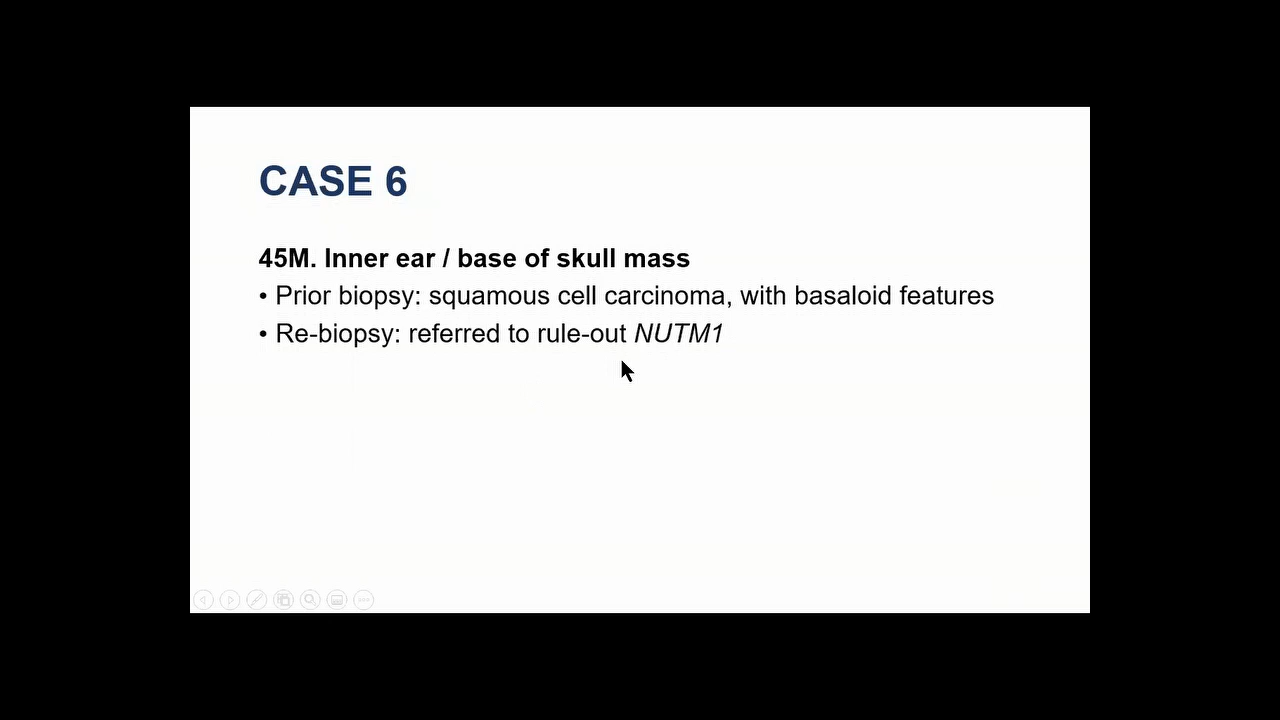 CASE 6
45M. Inner ear / base of skull mass
• Prior biopsy: squamous cell carcinoma, with basaloid features
• Re-biopsy: referred to rule-out NUTM1